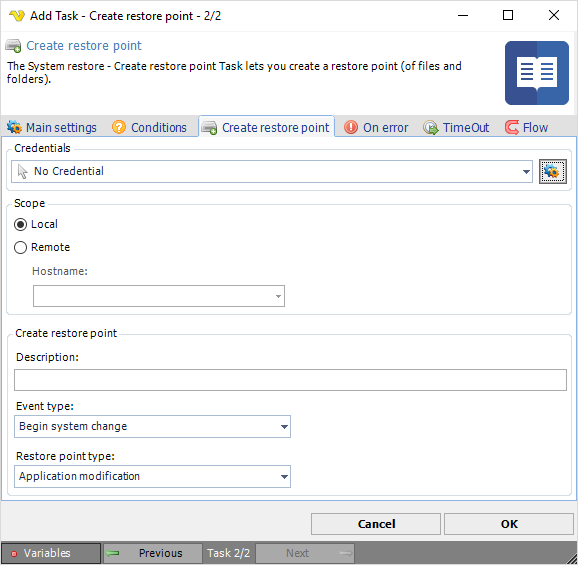 Add Task - Create restore point - 2/2
Create restore point
The System restore - Create restore point Task lets you create a restore point (of files and
folders).
Main settings Conditions Create restore point On error TimeOut Flow
Credentials
No Credential
Scope
Local
Remote
Hostname:
Create restore point
Description:
Event type:
Begin system change
Restore point type:
Application modification
Cancel OK
Variables Previous Task 2/2 Next